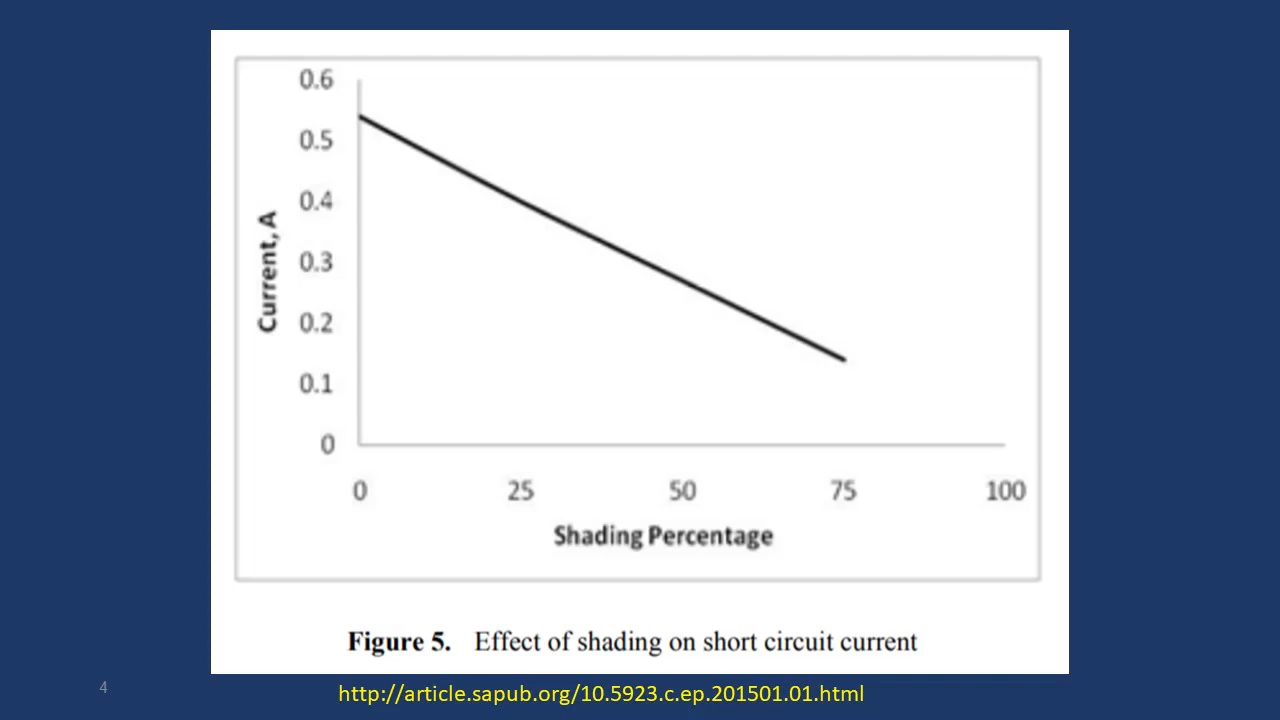 0.6
0.5
0.4
0.3
0.2
0.1
0
Current, A
0 25 50 75 100
Shading Percentage
Figure 5. Effect of shading on short circuit current
4
http://article.sapub.org/10.5923.c.ep.201501.01.html